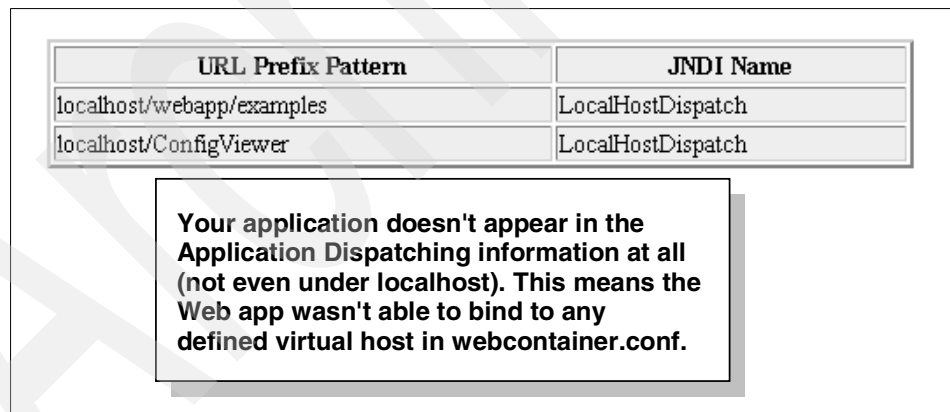 URL Prefix Pattern JNDI Name
localhost/webapp/examples LocalHostDispatch
localhost/ConfigViewer LocalHostDispatch
Your application doesn't appear in the
Application Dispatching information at all
(not even under localhost). This means the
Web app wasn't able to bind to any
defined virtual host in webcontainer.conf.